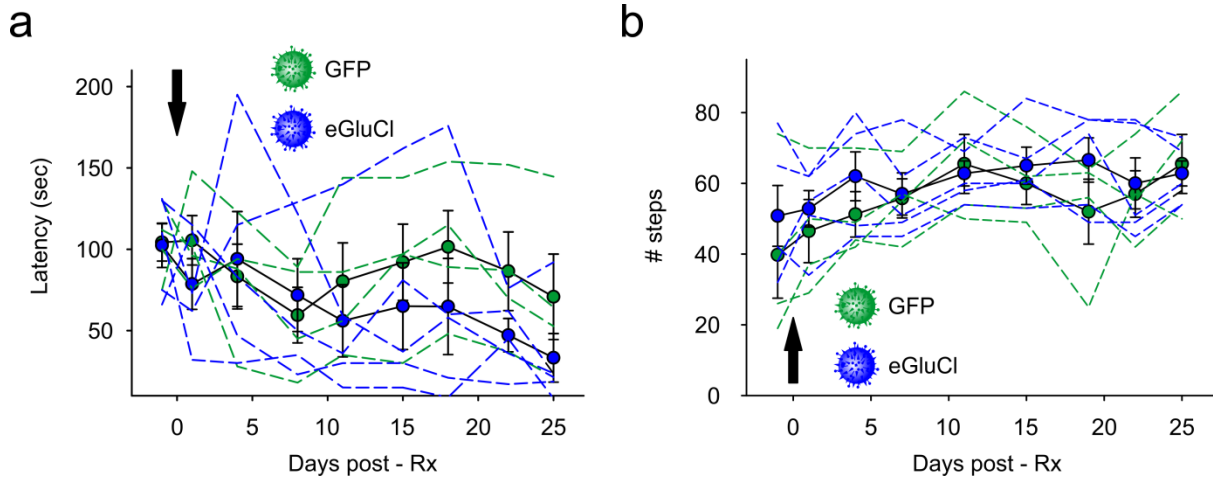 a
Latency (sec)
200
150
100
50
GFP
eGluCl
0 5 10 15 20 25
Days post - Rx
b
# steps
80
60
40
20
0
GFP
eGluCl
0 5 10 15 20 25
Days post - Rx